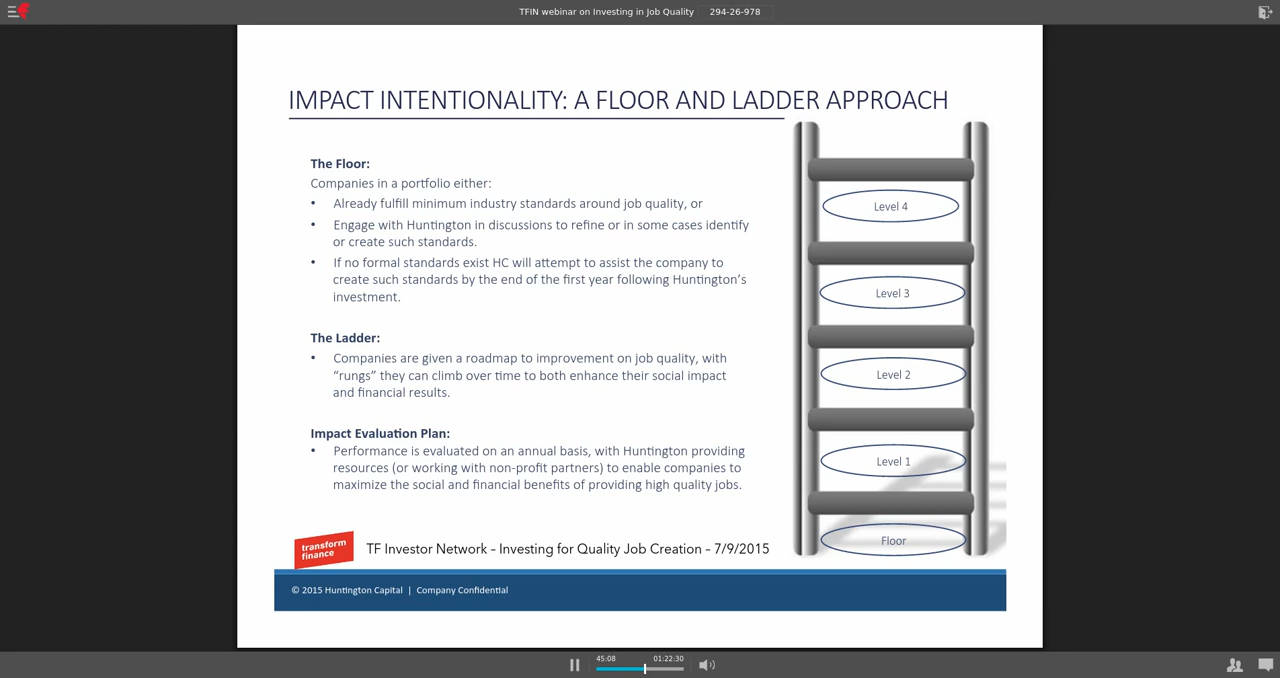 TFIN webinar on Investing in Job Quality 294-26-978
IMPACT INTENTIONALITY: A FLOOR AND LADDER APPROACH
The Floor:
Companies in a portfolio either:
• Already fulfill minimum industry standards around job quality, or
• Engage with Huntington in discussions to refine or in some cases identify
or create such standards.
• If no formal standards exist HC will attempt to assist the company to
create such standards by the end of the first year following Huntington's
investment.
The Ladder:
• Companies are given a roadmap to improvement on job quality, with
“rungs” they can climb over time to both enhance their social impact
and financial results.
Impact Evaluation Plan:
• Performance is evaluated on an annual basis, with Huntington providing
resources (or working with non-profit partners) to enable companies to
maximize the social and financial benefits of providing high quality jobs.
Level 4
Level 3
Level 2
Level 1
Floor
transform
finance
TF Investor Network – Investing for Quality Job Creation – 7/9/2015
© 2015 Huntington Capital | Company Confidential
45:08 01:22:30